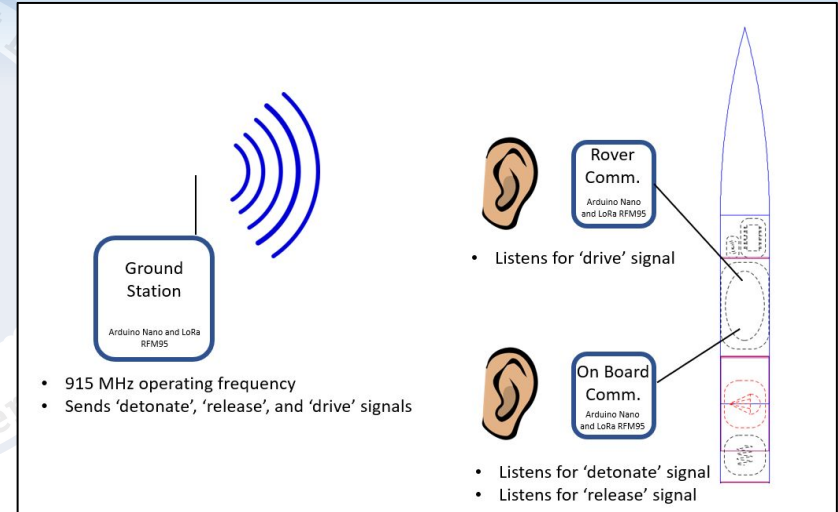 Ground
Station
Arduino Nano and LoRa
RFM95
• 915 MHz operating frequency
• Sends ‘detonate’, ‘release’, and ‘drive’ signals
Rover
Comm.
Arduino Nano
and LoRa RFM95
• Listens for ‘drive’ signal
On Board
Comm.
Arduino Nano
and LoRa RFM95
• Listens for ‘detonate’ signal
• Listens for ‘release’ signal